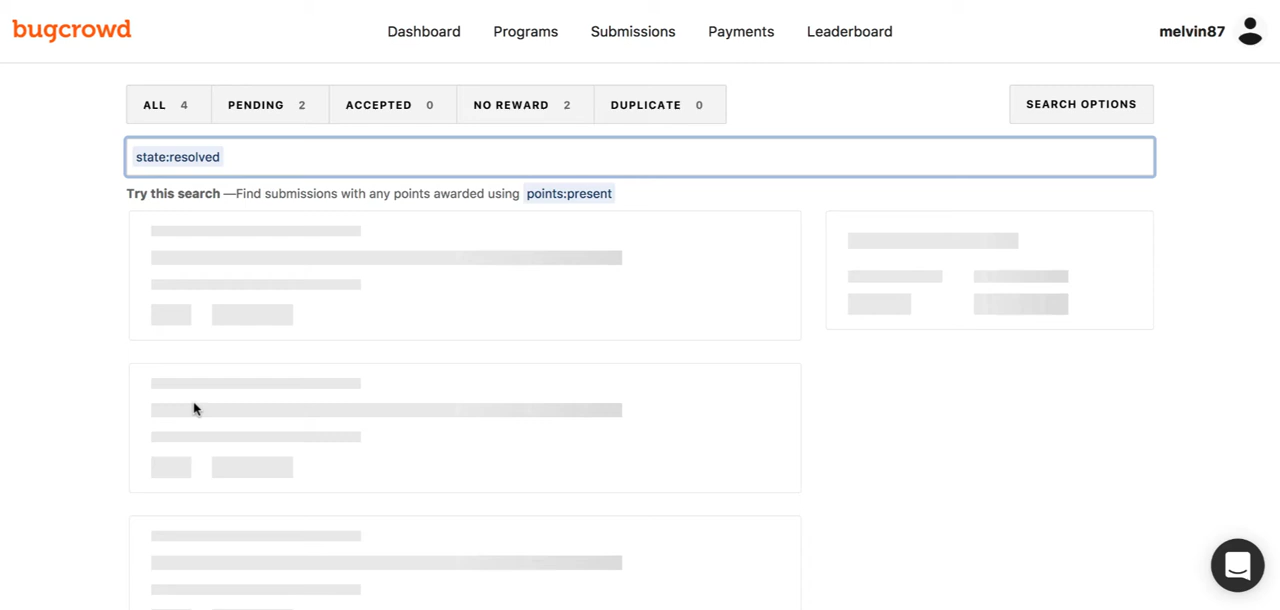 bugcrowd Dashboard Programs Submissions Payments Leaderboard melvin87
ALL 4 PENDING 2 ACCEPTED 0 NO REWARD 2 DUPLICATE 0 SEARCH OPTIONS
state:resolved
Try this search —Find submissions with any points awarded using points:present